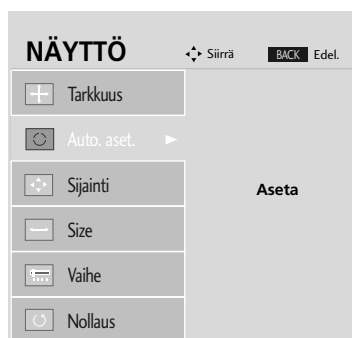 NÄYTTÖ Siirrä BACK Edel.
Tarkkuus
Auto. aset.
Sijainti
Aseta
Size
Vaihe
Nollaus